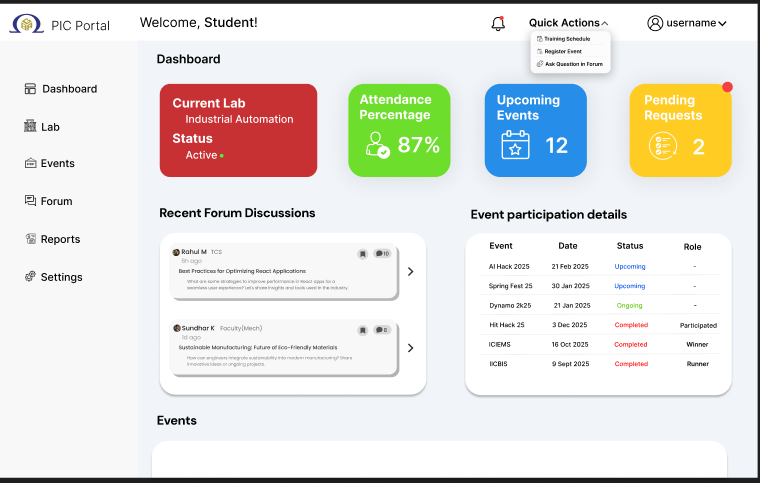 PIC Portal
Welcome, Student!
Quick Actions
username
Training Schedule
Register Event
Ask Question in Forum
Dashboard
Lab
Events
Forum
Reports
Settings
Dashboard
Current Lab
Industrial Automation
Status
Active
Attendance
Percentage
87%
Upcoming
Events
12
Pending
Requests
2
Recent Forum Discussions
Rahul M TCS
10
6h ago
Best Practices for Optimizing React Applications
What are some strategies to improve performance in React apps for a
seamless user experience? Let's share insights and tools used in the industry.
Sundhar K Faculty(Mech)
8
1d ago
Sustainable Manufacturing: Future of Eco-Friendly Materials
How can engineers integrate sustainability into modern manufacturing? Share
innovative ideas or ongoing projects.
Event participation details
Event Date Status Role
AI Hack 2025 21 Feb 2025 Upcoming -
Spring Fest 25 30 Jan 2025 Upcoming -
Dynamo 2k25 21 Jan 2025 Ongoing -
Hit Hack 25 3 Dec 2025 Completed Participated
ICIEMS 16 Oct 2025 Completed Winner
IICBIS 9 Sept 2025 Completed Runner
Events